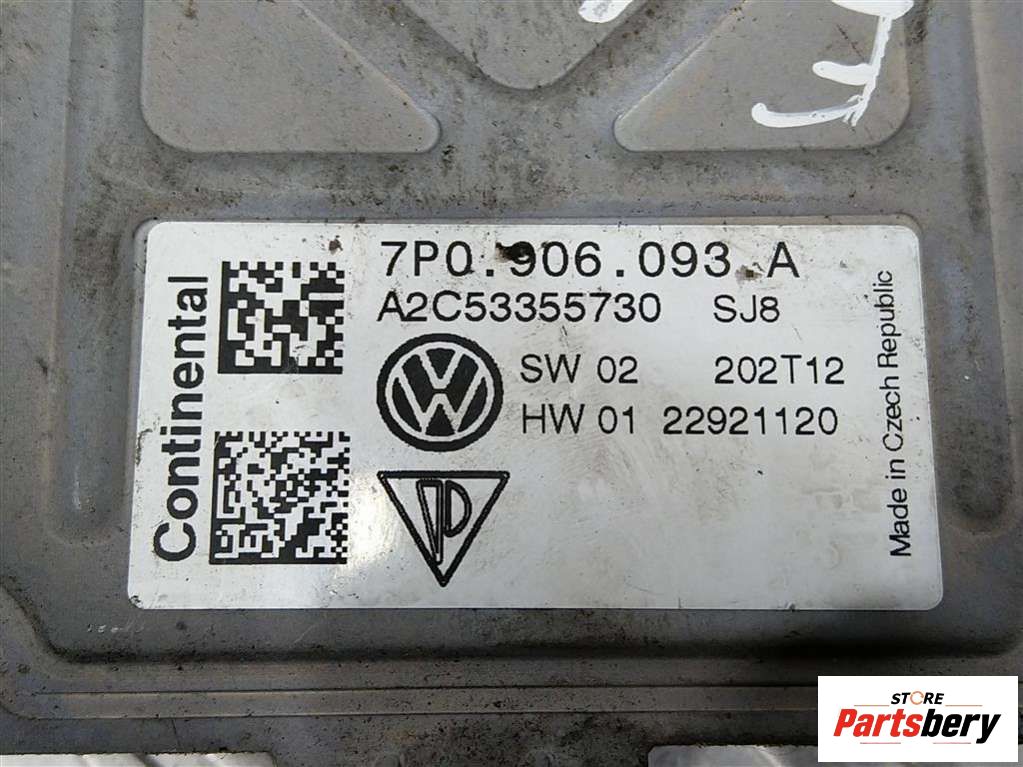 7P0.906.093 A
A2C53355730 SJ8
SW 02 202T12
HW 01 22921120
Continental
Made in Czech Republic
STORE
Partsbery